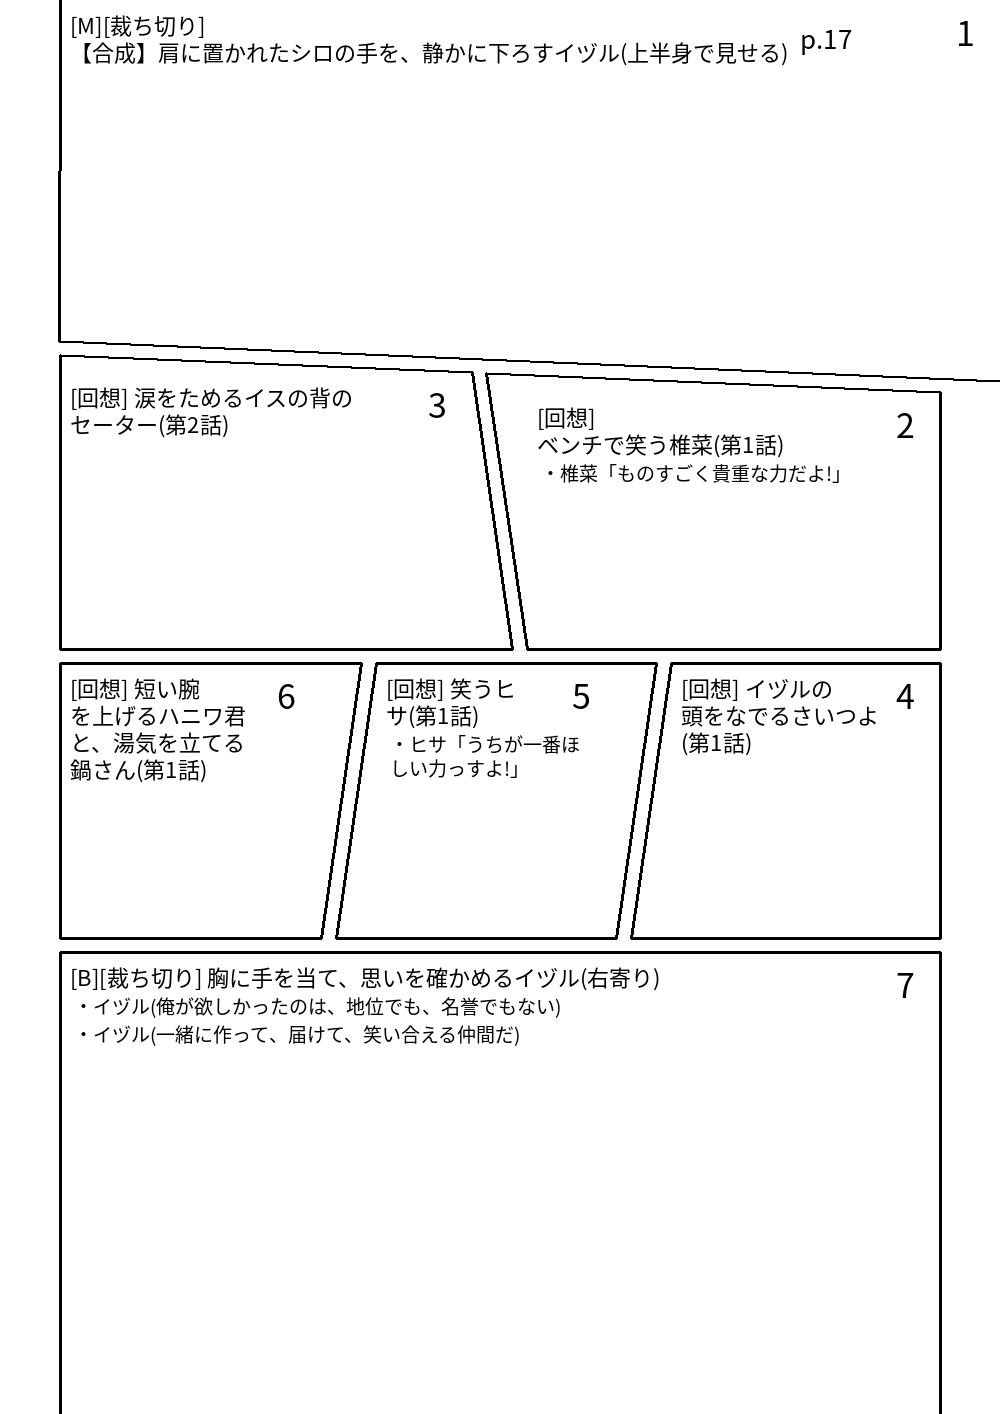 [M][裁ち切り]
【合成】肩に置かれたシロの手を、静かに下ろすイヅル(上半身で見せる)
p.17
1
[回想]
ベンチで笑う椎菜(第1話)
・椎菜「ものすごく貴重な力だよ!」
2
[回想] 涙をためるイスの背の
セーター(第2話)
3
[回想] イヅルの
頭をなでるさいつよ
(第1話)
4
[回想] 笑うヒ
サ(第1話)
・ヒサ「うちが一番ほ
しい力っすよ!」
5
[回想] 短い腕
を上げるハニワ君
と、湯気を立てる
鍋さん(第1話)
6
[B][裁ち切り] 胸に手を当て、思いを確かめるイヅル(右寄り)
・イヅル(俺が欲しかったのは、地位でも、名誉でもない)
・イヅル(一緒に作って、届けて、笑い合える仲間だ)
7